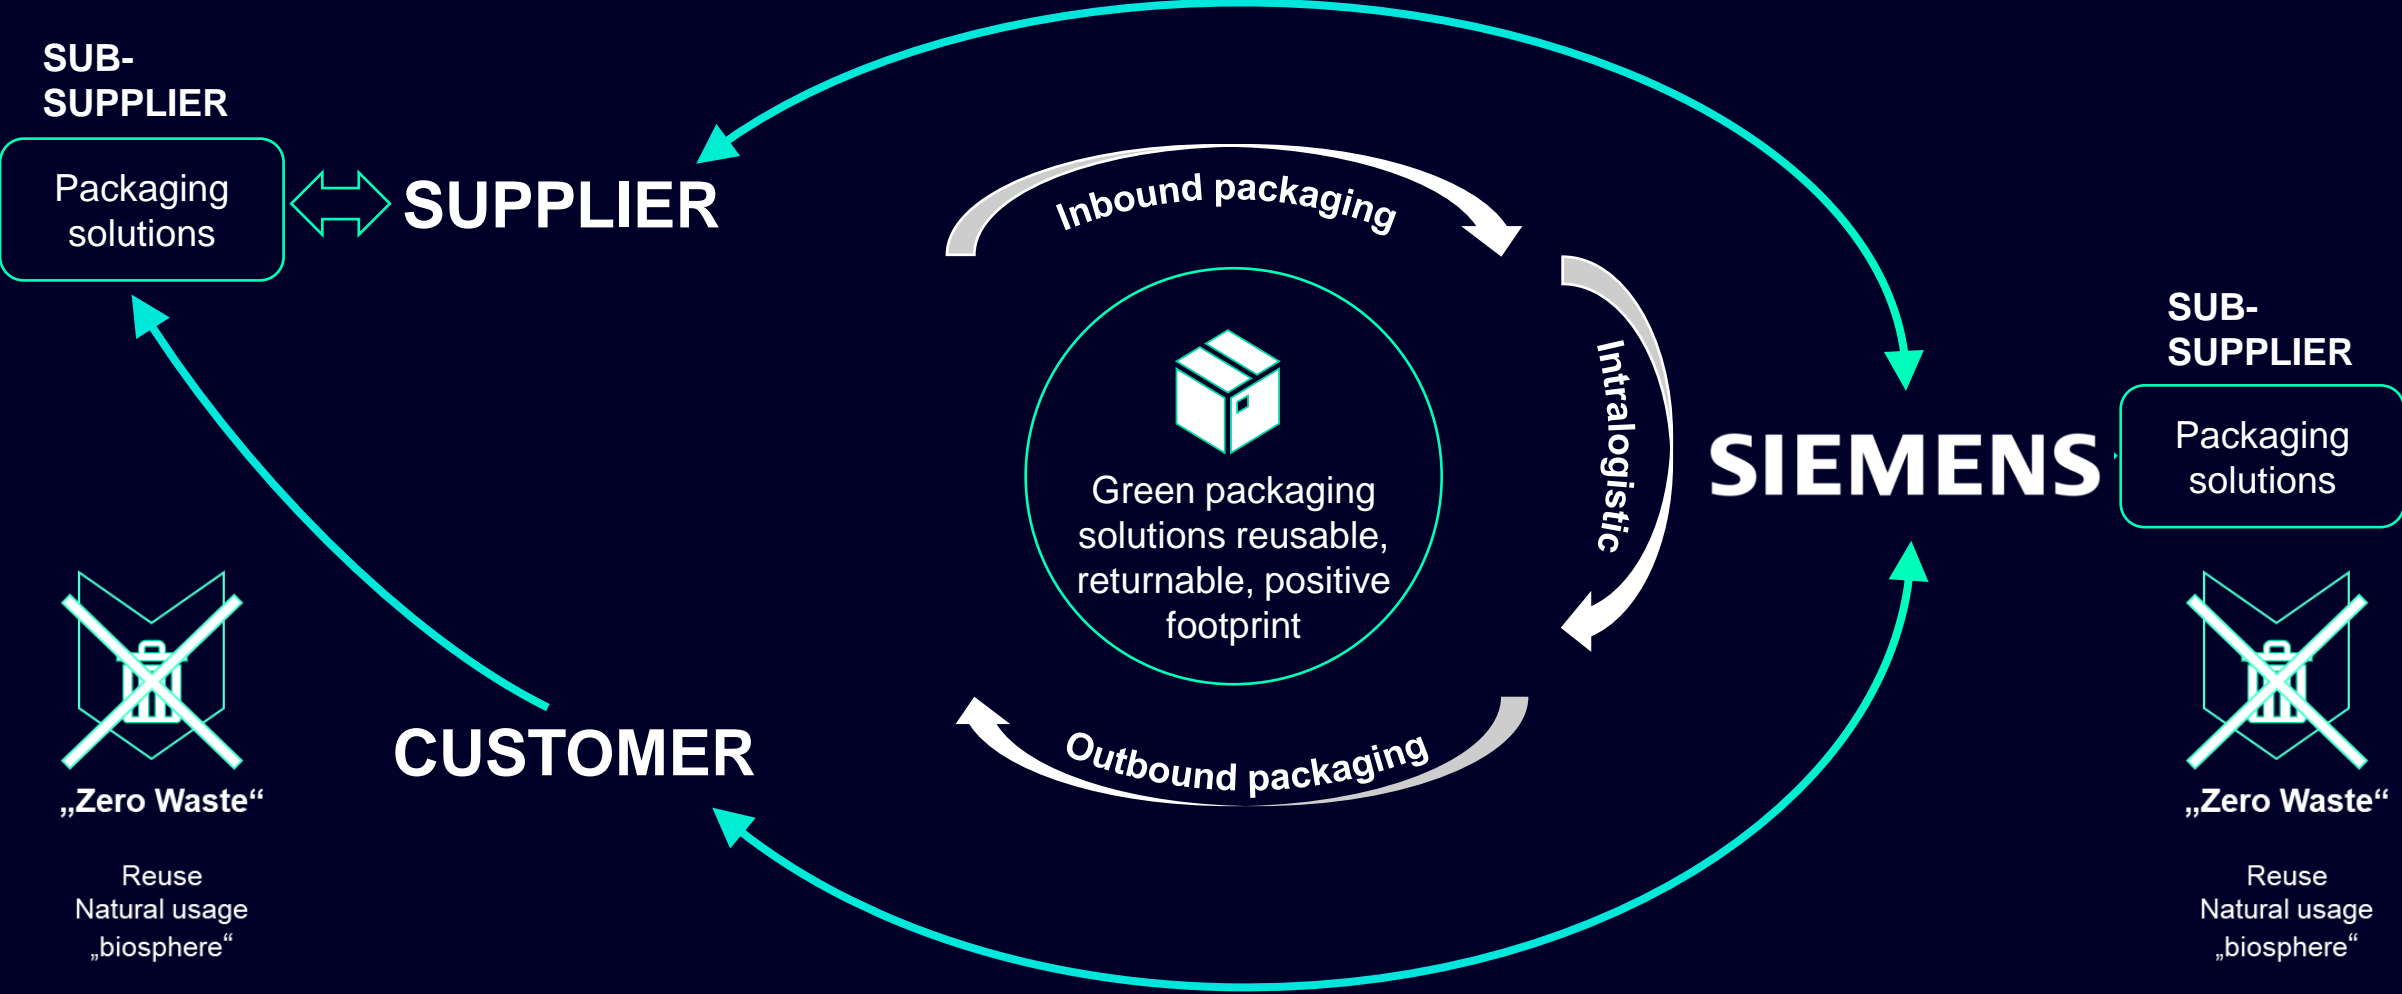 SUB-
SUPPLIER
Packaging
solutions
SUPPLIER
Inbound packaging
Intralogistic
Green packaging
solutions reusable,
returnable, positive
footprint
SIEMENS
SUB-
SUPPLIER
Packaging
solutions
CUSTOMER
Outbound packaging
„Zero Waste“
Reuse
Natural usage
„biosphere“
„Zero Waste“
Reuse
Natural usage
„biosphere“